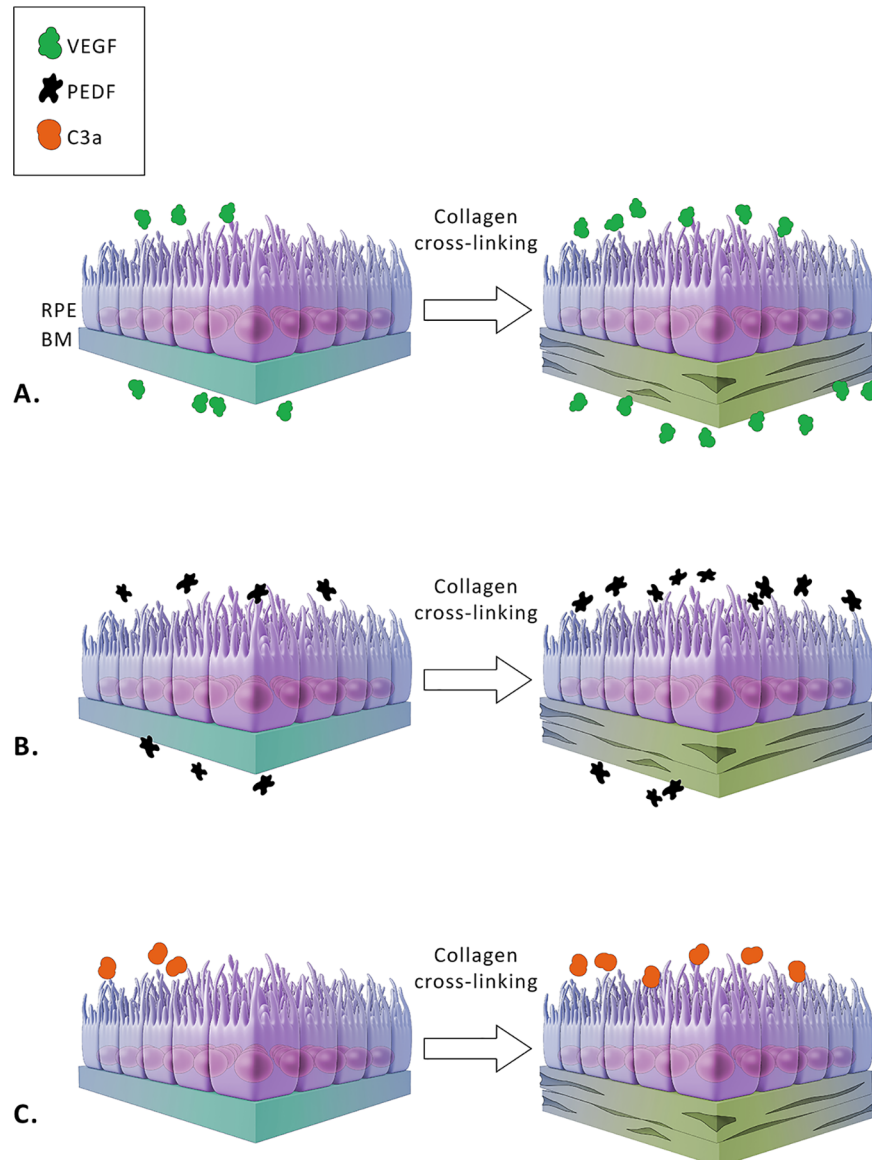 VEGF
PEDF
C3a
Collagen
cross-linking
RPE
BM
A.
Collagen
cross-linking
B.
Collagen
cross-linking
C.